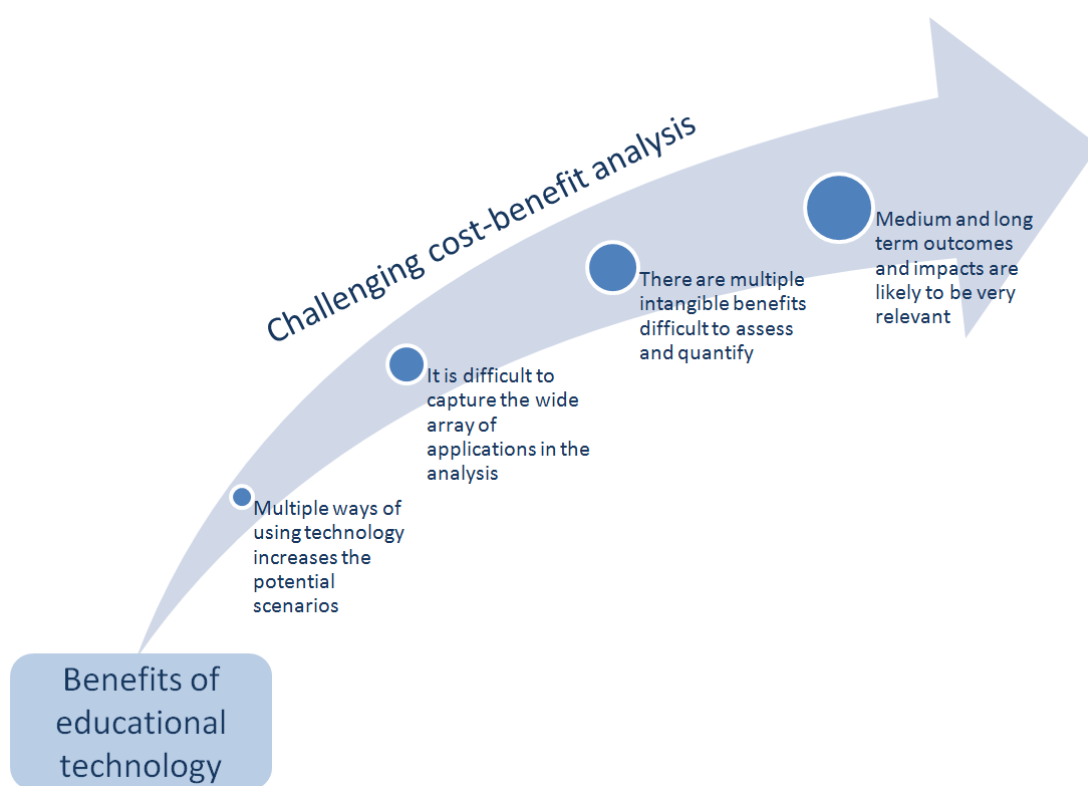 Challenging cost-benefit analysis
Medium and long
term outcomes
and impacts are
likely to be very
relevant
There are multiple
intangible benefits
difficult to assess
and quantify
It is difficult to
capture the wide
array of
applications in the
analysis
Multiple ways of
using technology
increases the
potential
scenarios
Benefits of
educational
technology